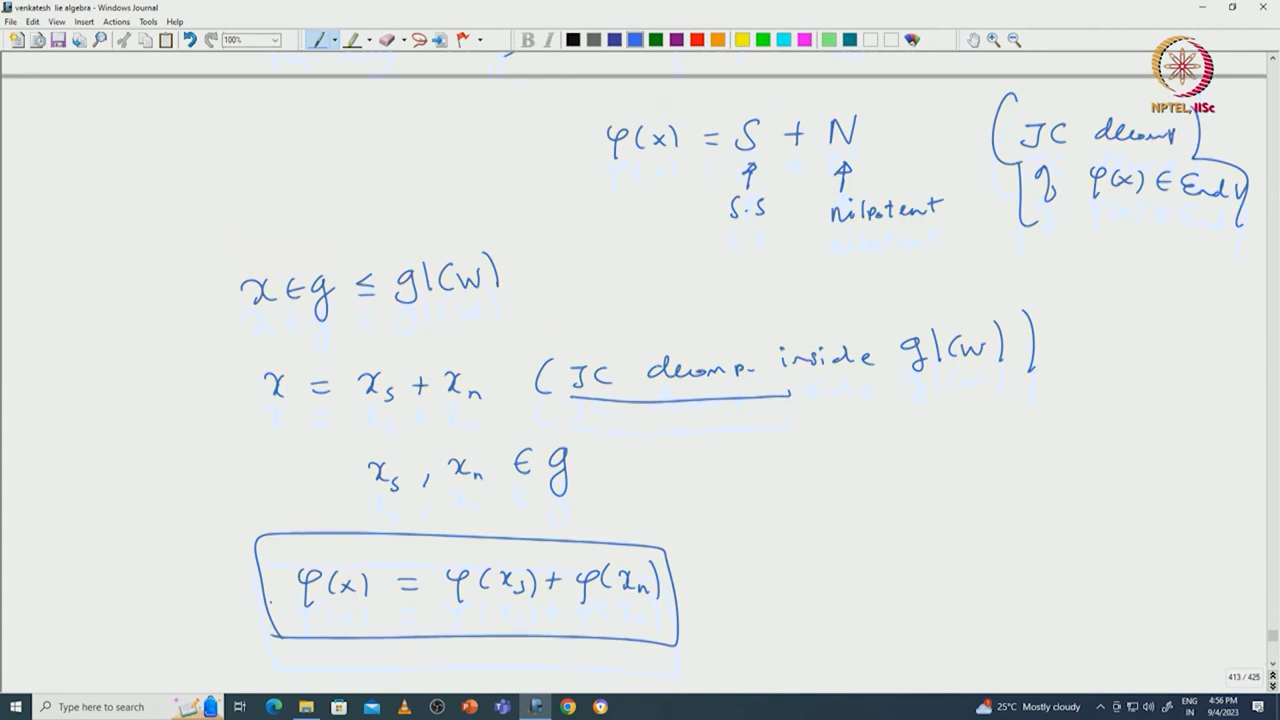 venkatesh lie algebra - Windows Journal
File Edit View Insert Actions Tools Help
100%
B I
NPTEL, IISc
φ(x) = S + N
↑ ↑
S.S nilpotent
( JC decomp
of φ(x) ∈ End V )
x ∈ g ≤ gl(W)
x = x_s + x_n (JC decomp. inside gl(W))
x_s, x_n ∈ g
φ(x) = φ(x_s) + φ(x_n)
413 / 425
Type here to search
25°C Mostly cloudy
ENG
IN
4:56 PM
9/4/2023